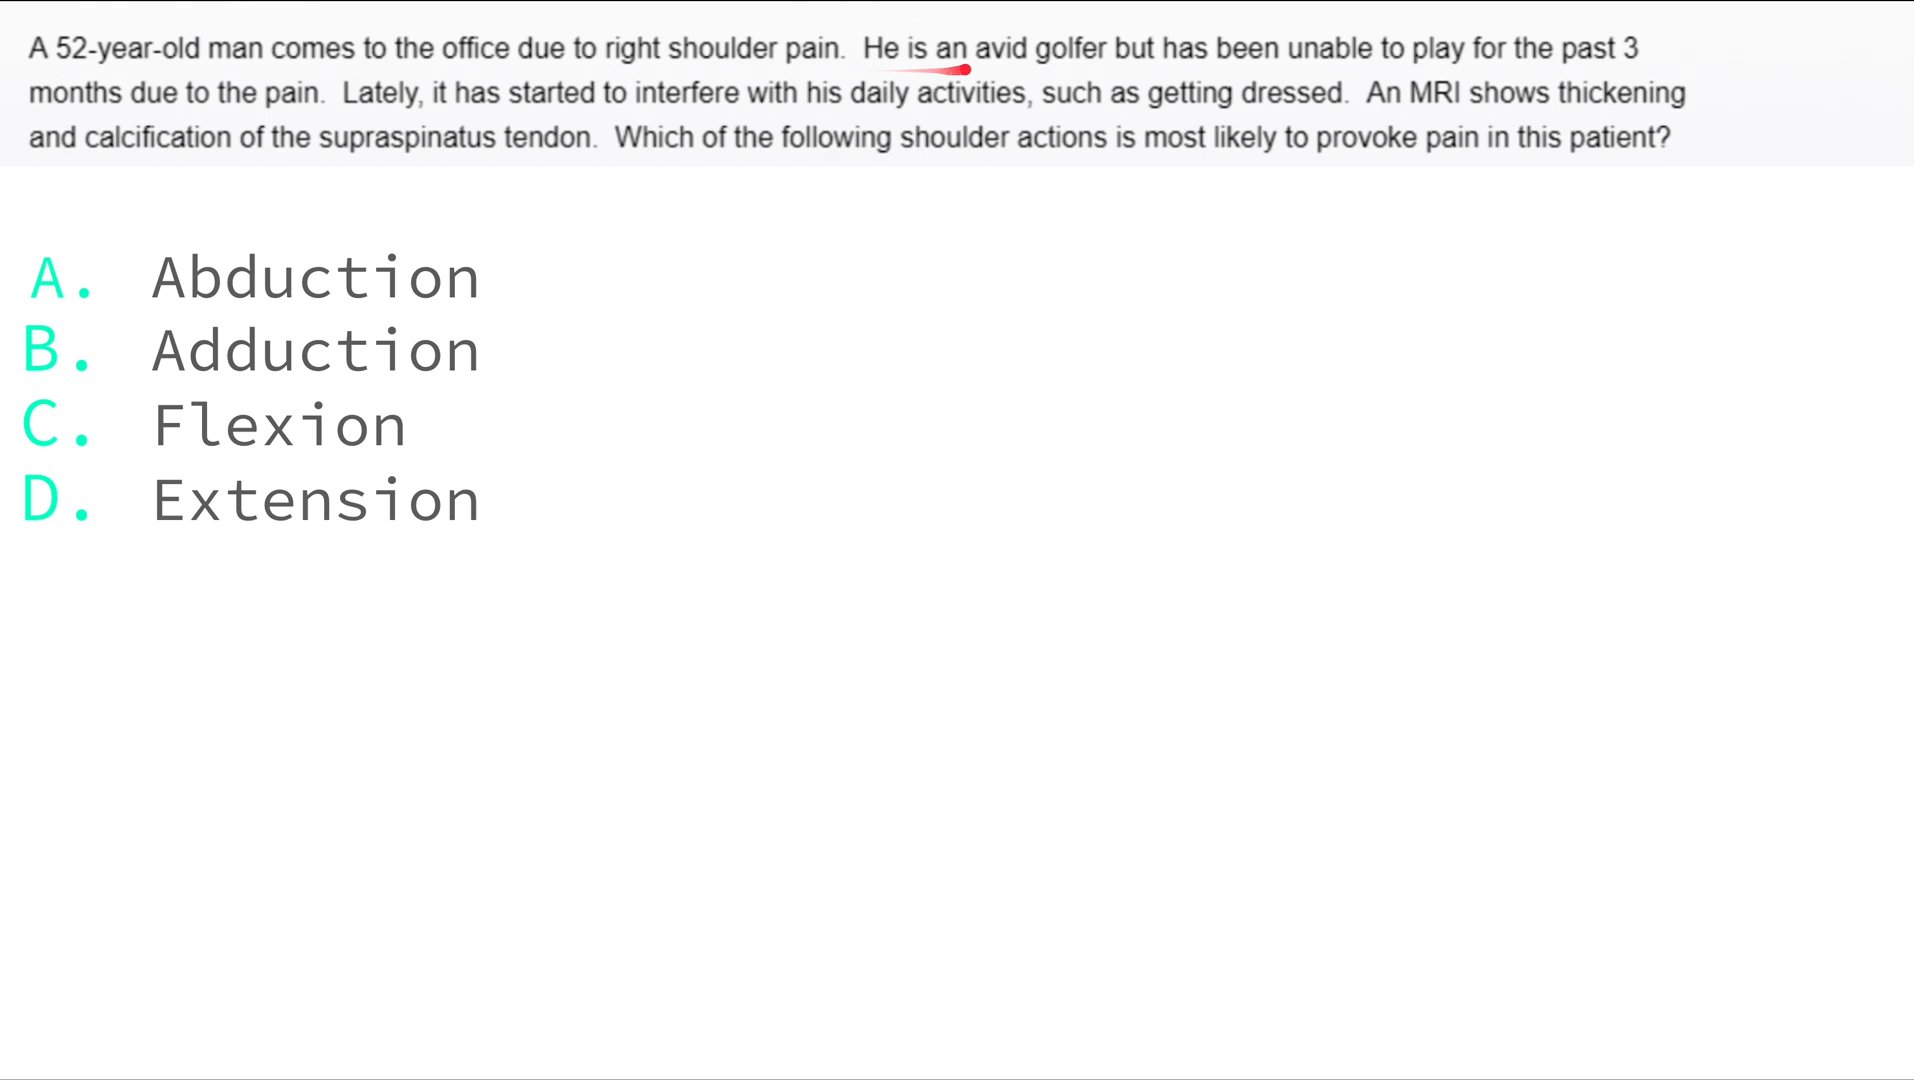 A 52-year-old man comes to the office due to right shoulder pain.  He is an avid golfer but has been unable to play for the past 3
months due to the pain.  Lately, it has started to interfere with his daily activities, such as getting dressed.  An MRI shows thickening
and calcification of the supraspinatus tendon.  Which of the following shoulder actions is most likely to provoke pain in this patient?
A. Abduction
B. Adduction
C. Flexion
D. Extension